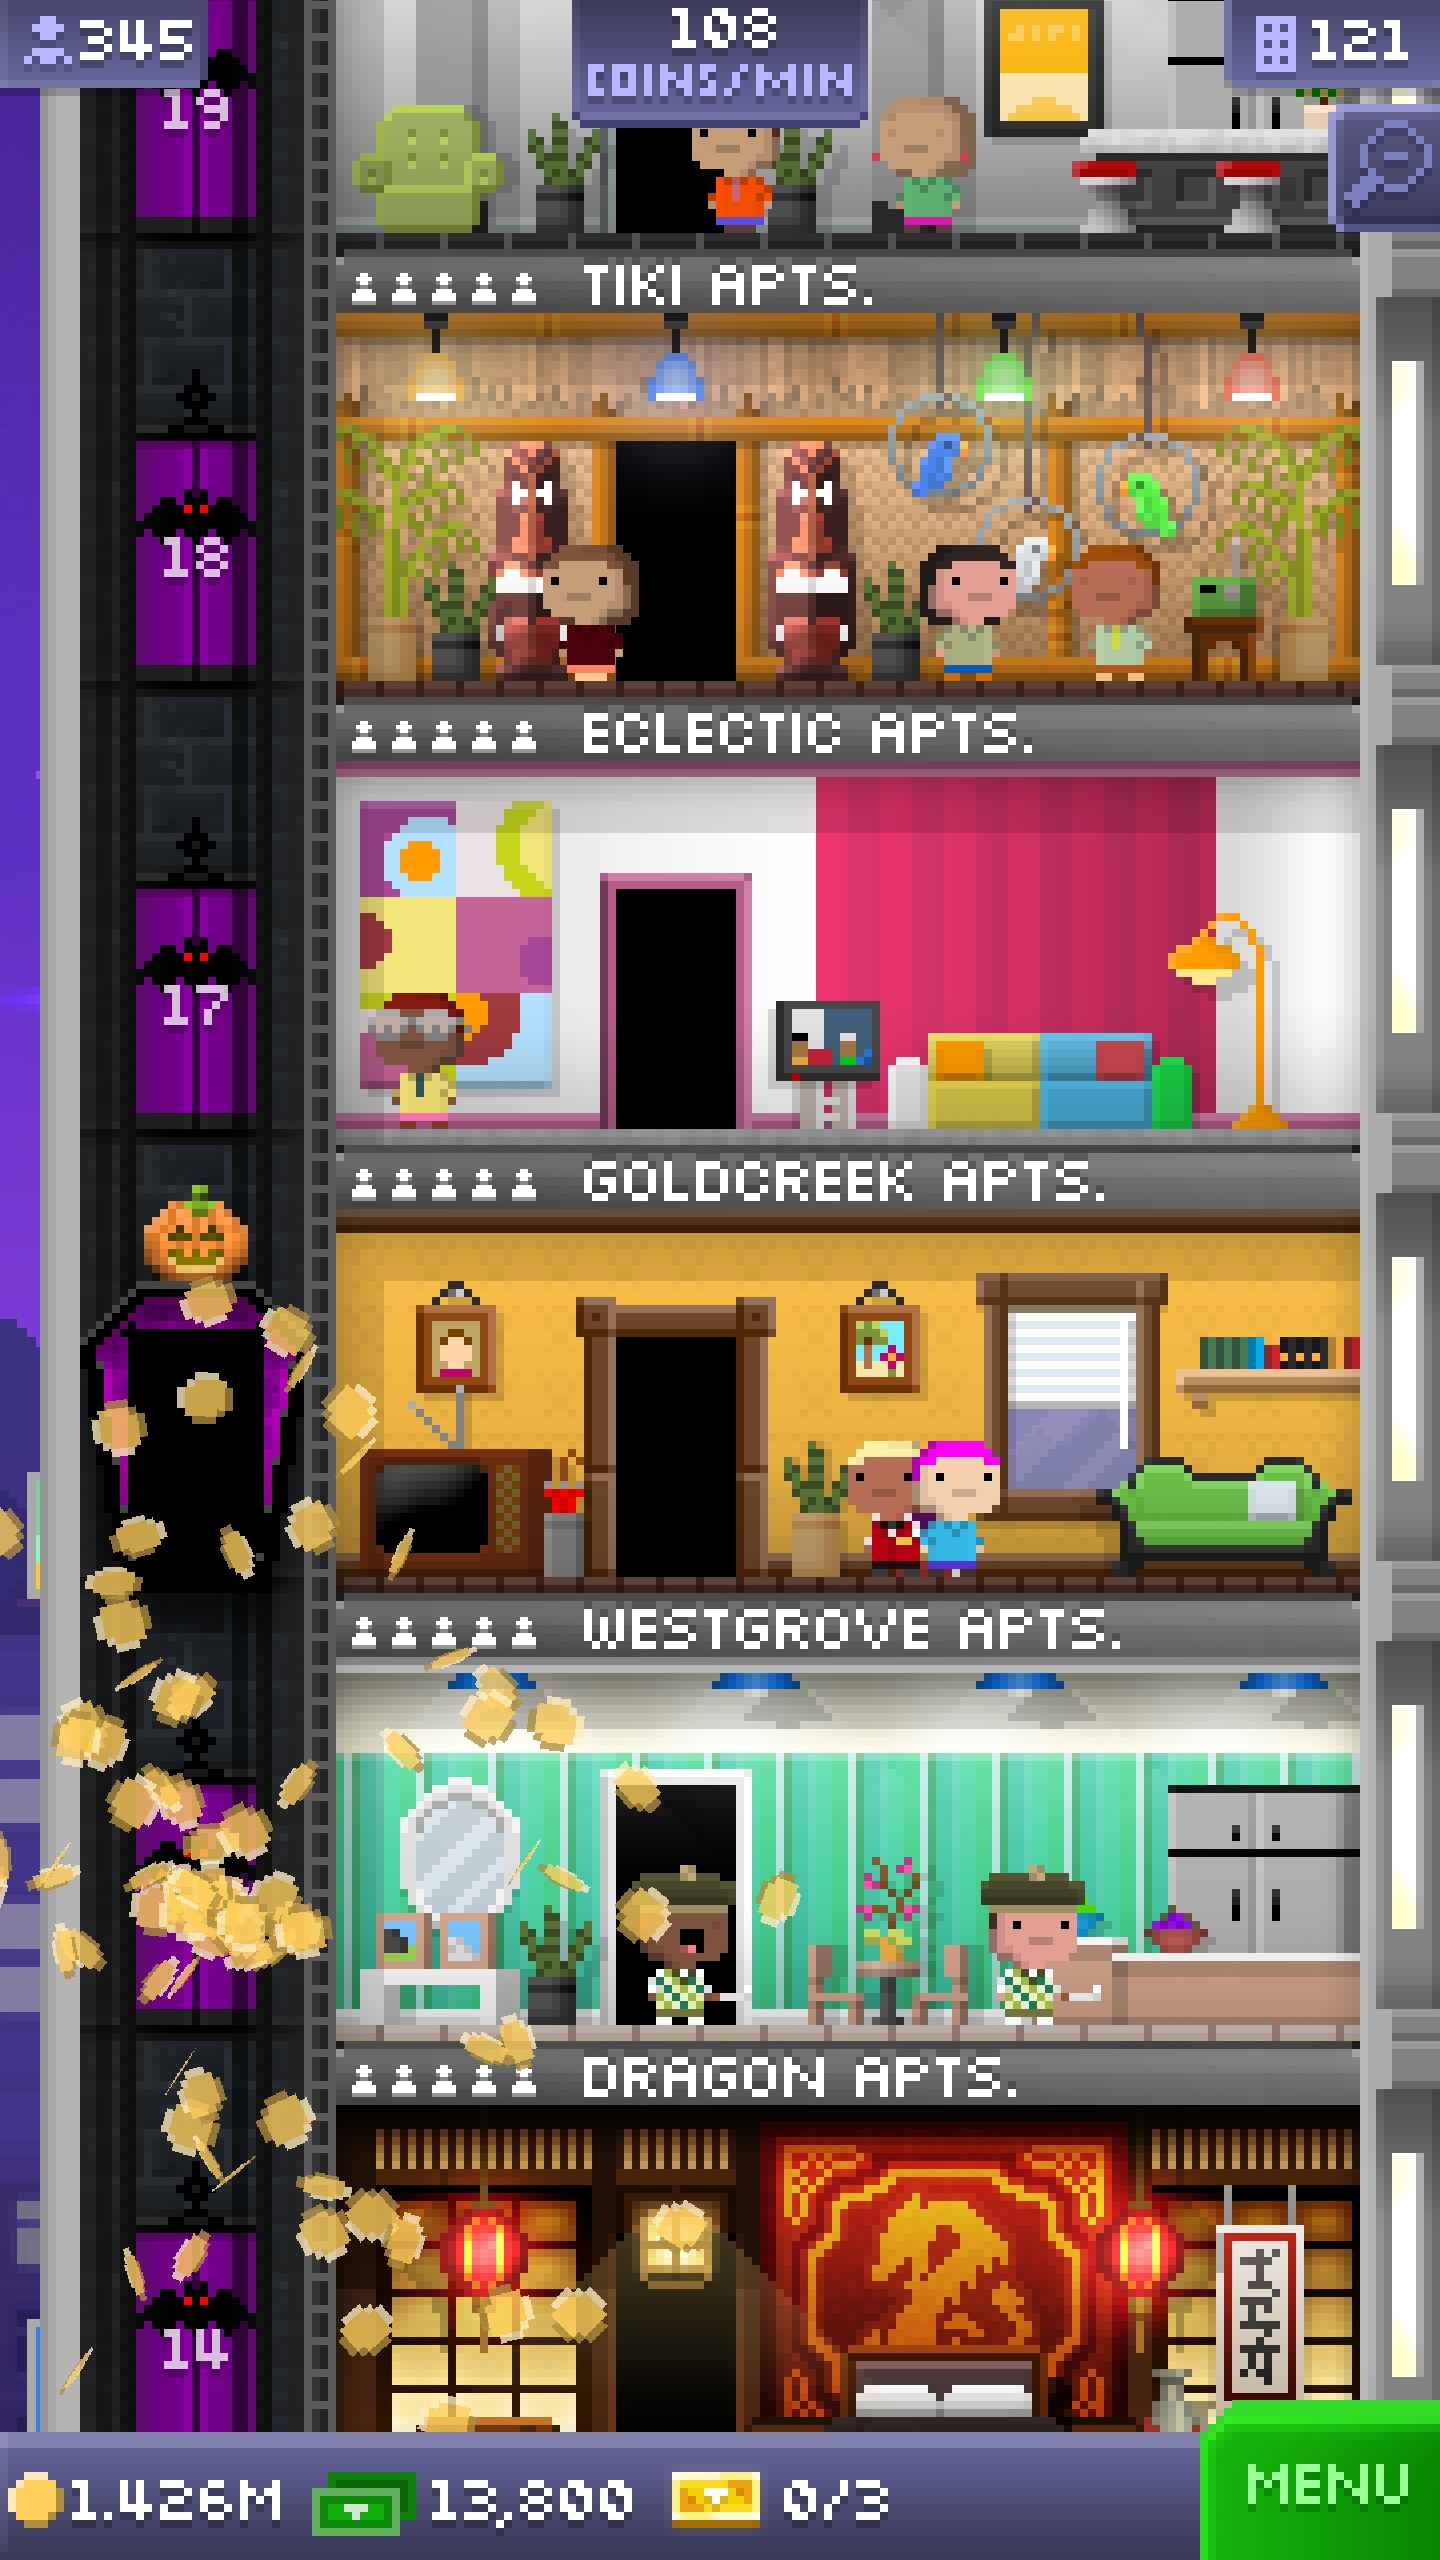 345
108
COINS/MIN
121
19
TIKI APTS.
18
ECLECTIC APTS.
17
GOLDCREEK APTS.
WESTGROVE APTS.
DRAGON APTS.
14
1.426M
13,800
0/3
MENU